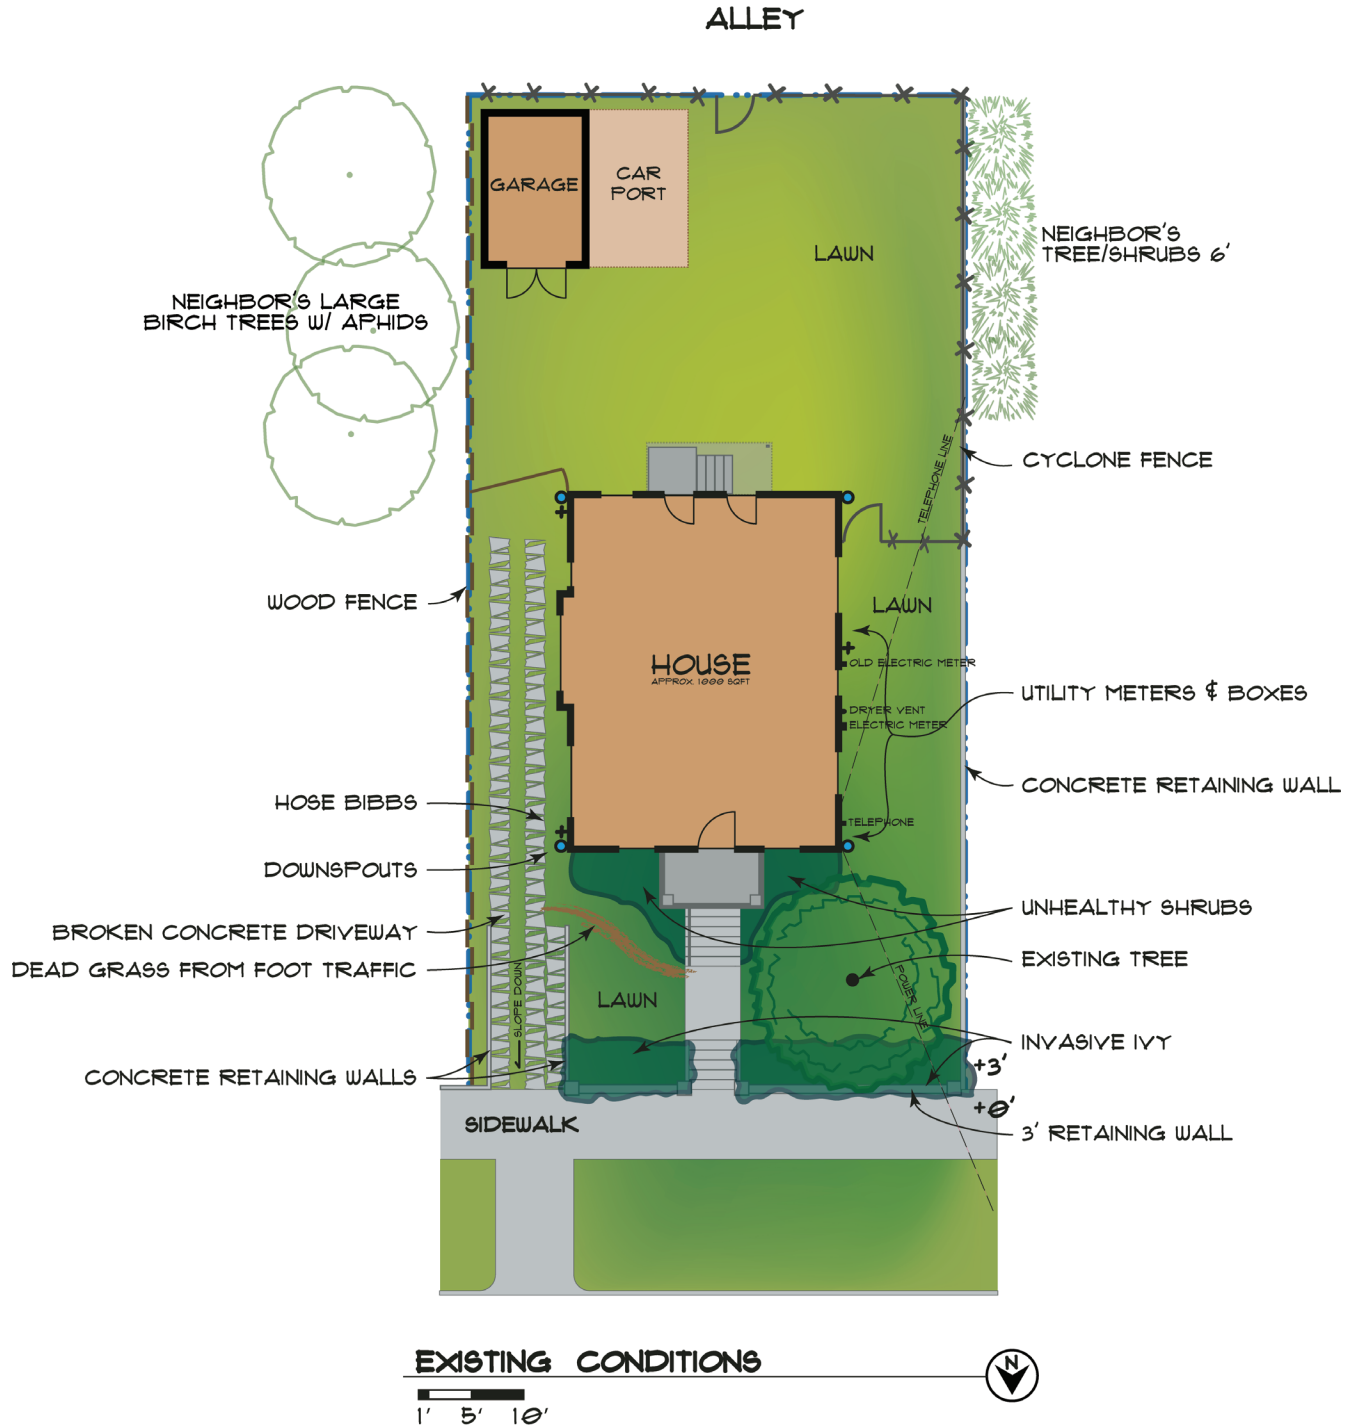 ALLEY
GARAGE
CAR
PORT
LAWN
NEIGHBOR'S
TREE/SHRUBS 6'
NEIGHBOR'S LARGE
BIRCH TREES W/ APHIDS
TELEPHONE LINE
CYCLONE FENCE
WOOD FENCE
LAWN
HOUSE
APPROX. 1000 SQFT
OLD ELECTRIC METER
UTILITY METERS & BOXES
DRYER VENT
ELECTRIC METER
CONCRETE RETAINING WALL
HOSE BIBBS
TELEPHONE
DOWNSPOUTS
UNHEALTHY SHRUBS
BROKEN CONCRETE DRIVEWAY
EXISTING TREE
DEAD GRASS FROM FOOT TRAFFIC
SLOPE DOWN
LAWN
POWER LINE
INVASIVE IVY
+3'
CONCRETE RETAINING WALLS
+0'
SIDEWALK
3' RETAINING WALL
EXISTING CONDITIONS
N
1' 5' 10'